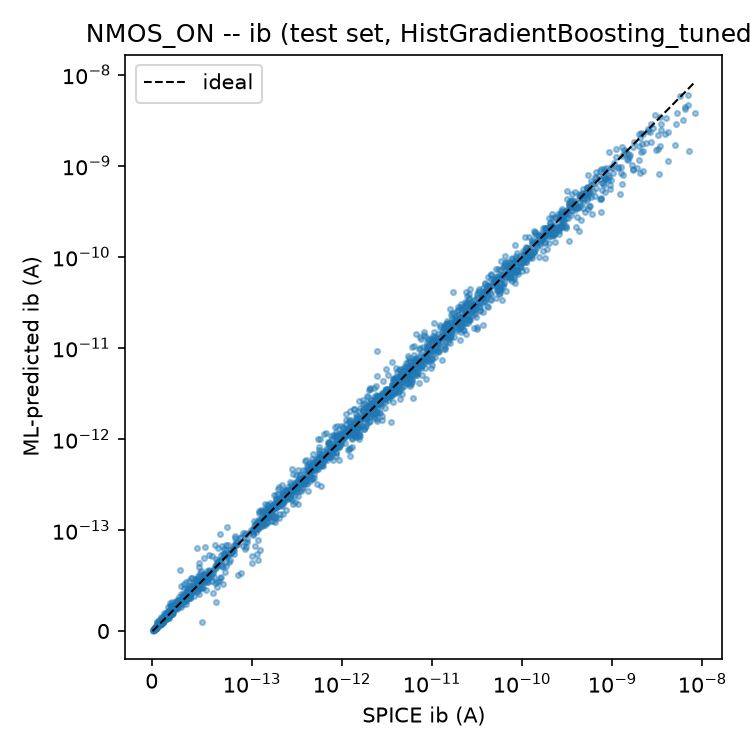 NMOS_ON -- ib (test set, HistGradientBoosting_tuned
ideal
10⁻⁸
10⁻⁹
10⁻¹⁰
10⁻¹¹
10⁻¹²
10⁻¹³
0
ML-predicted ib (A)
0 10⁻¹³ 10⁻¹² 10⁻¹¹ 10⁻¹⁰ 10⁻⁹ 10⁻⁸
SPICE ib (A)